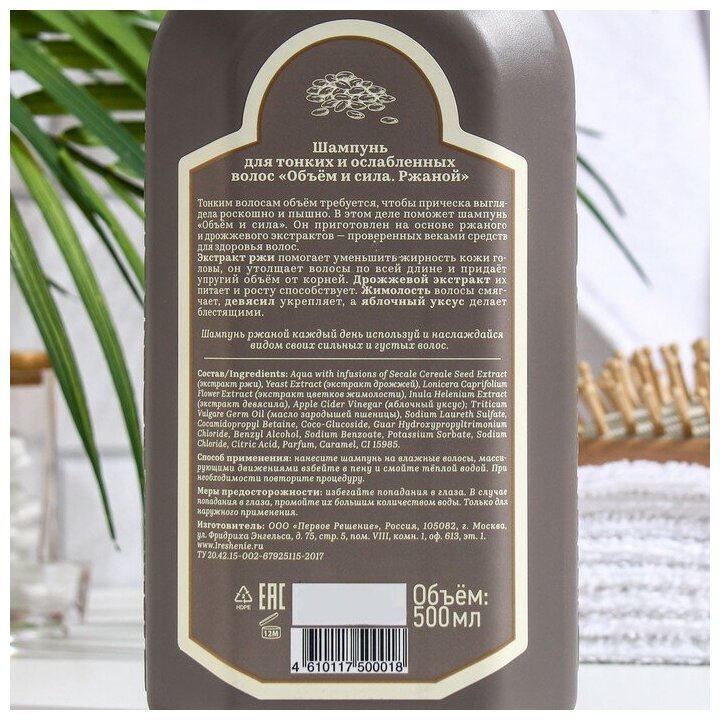 Шампунь
для тонких и ослабленных
волос «Объём и сила. Ржаной»
Тонким волосам объём требуется, чтобы прическа выгля-
дела роскошно и пышно. В этом деле поможет шампунь
«Объём и сила». Он приготовлен на основе ржаного
и дрожжевого экстрактов — проверенных веками средств
для здоровья волос.
Экстракт ржи помогает уменьшить жирность кожи го-
ловы, он утолщает волосы по всей длине и придаёт
упругий объём от корней. Дрожжевой экстракт их
питает и росту способствует. Жимолость волосы смяг-
чает, девясил укрепляет, а яблочный уксус делает
блестящими.
Шампунь ржаной каждый день используй и наслаждайся
видом своих сильных и густых волос.
Состав/Ingredients: Aqua with infusions of Secale Cereale Seed Extract
(экстракт ржи), Yeast Extract (экстракт дрожжей), Lonicera Caprifolium
Flower Extract (экстракт цветков жимолости), Inula Helenium Extract
(экстракт девясила), Apple Cider Vinegar (яблочный уксус); Triticum
Vulgare Germ Oil (масло зародышей пшеницы), Sodium Laureth Sulfate,
Cocamidopropyl Betaine, Coco-Glucoside, Guar Hydroxypropyltrimonium
Chloride, Benzyl Alcohol, Sodium Benzoate, Potassium Sorbate, Sodium
Chloride, Citric Acid, Parfum, Caramel, CI 15985.
Способ применения: нанесите шампунь на влажные волосы, масси-
рующими движениями взбейте в пену и смойте тёплой водой. При
необходимости повторите процедуру.
Меры предосторожности: избегайте попадания в глаза. В случае
попадания в глаза, промойте их большим количеством воды. Только для
наружного применения.
Изготовитель: ООО «Первое Решение», Россия, 105082, г. Москва,
ул. Фридриха Энгельса, д. 75, стр. 5, пом. VIII, комн. 1, оф. 613, эт. 1.
www.1reshenie.ru
ТУ 20.42.15-002-67925115-2017
HDPE
EAC
12M
Объём:
500 мл
4 610117 500018